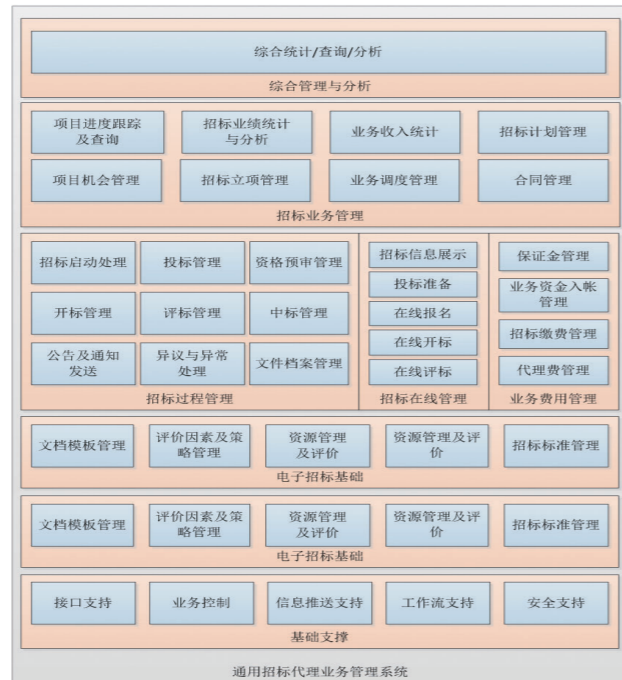 综合统计/查询/分析
综合管理与分析
项目进度跟踪
及查询
招标业绩统计
与分析
业务收入统计
招标计划管理
项目机会管理
招标立项管理
业务调度管理
合同管理
招标业务管理
招标启动处理
投标管理
资格预审管理
开标管理
评标管理
中标管理
公告及通知
发送
异议与异常
处理
文件档案管理
招标过程管理
招标信息展示
投标准备
在线报名
在线开标
在线评标
招标在线管理
保证金管理
业务资金入帐
管理
招标缴费管理
代理费管理
业务费用管理
文档模板管理
评价因素及策
略管理
资源管理
及评价
资源管理及评
价
招标标准管理
电子招标基础
文档模板管理
评价因素及策
略管理
资源管理
及评价
资源管理及评
价
招标标准管理
电子招标基础
接口支持
业务控制
信息推送支持
工作流支持
安全支持
基础支撑
通用招标代理业务管理系统